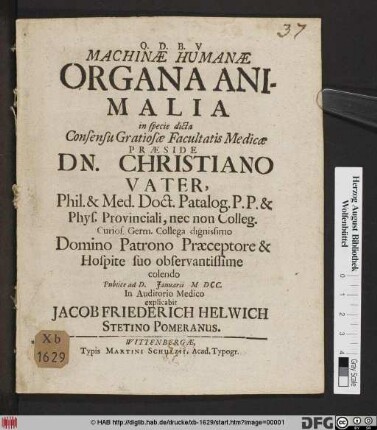 37
Q. D. B. V
MACHINÆ HUMANÆ
ORGANA ANI-
MALIA
in specie dicta
Consensu Gratiosæ Facultatis Medicæ
PRÆSIDE
DN. CHRISTIANO
VATER,
Phil. & Med. Doct. Patalog. P. P. &
Phys. Provinciali, nec non Colleg.
Curios. Germ. Collega dignissimo
Domino Patrono Præceptore &
Hospite suo observantissime
colendo
Publice ad D. Januarii M DCC.
In Auditorio Medico
explicabit
JACOB FRIEDERICH HELWICH
STETINO POMERANUS.
WITTENBERGÆ,
Typis MARTINI SCHULZII, Acad. Typogr.
Xb
1629
Herzog August Bibliothek
Wolfenbüttel
Gray Scale
© HAB http://diglib.hab.de/drucke/xb-1629/start.htm?image=00001
DFG